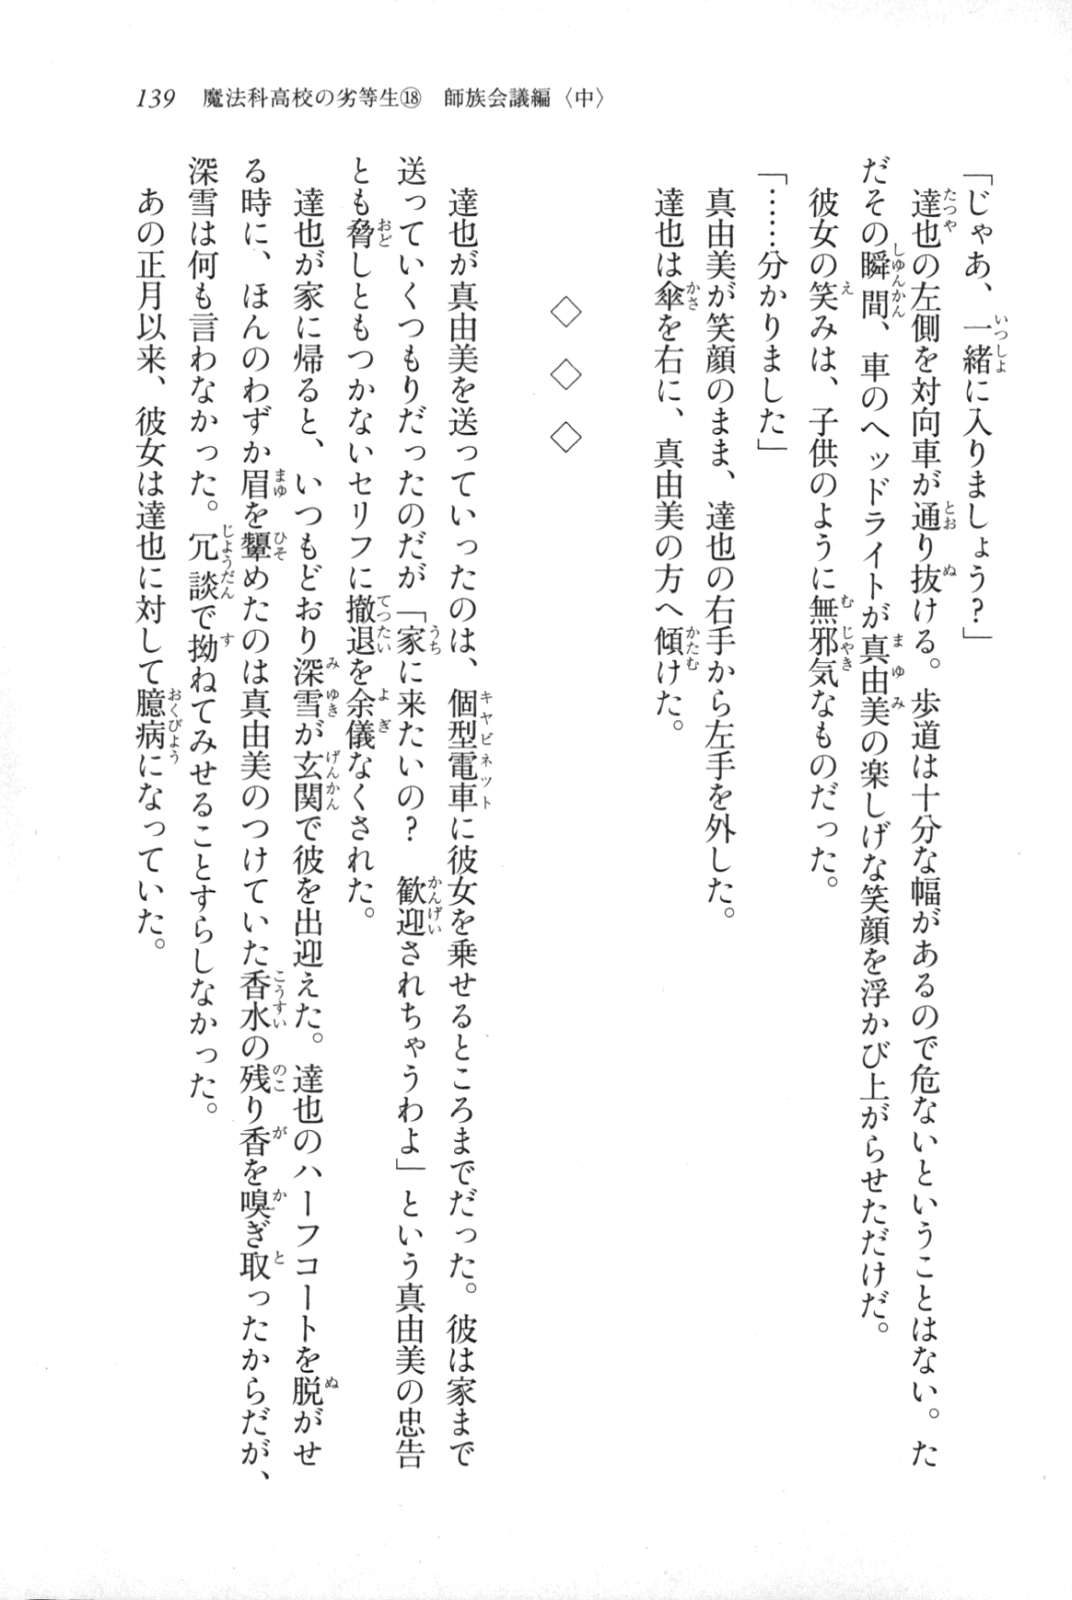 139　魔法科高校の劣等生⑱　師族会議編〈中〉
「じゃあ、一緒に入りましょう？」
達也の左側を対向車が通り抜ける。歩道は十分な幅があるので危ないということはない。た
だその瞬間、車のヘッドライトが真由美の楽しげな笑顔を浮かび上がらせただけだ。
彼女の笑みは、子供のように無邪気なものだった。
「……分かりました」
真由美が笑顔のまま、達也の右手から左手を外した。
達也は傘を右に、真由美の方へ傾けた。
◇　◇　◇
達也が真由美を送っていったのは、個型電車に彼女を乗せるところまでだった。彼は家まで
送っていくつもりだったのだが「家に来たいの？　歓迎されちゃうわよ」という真由美の忠告
とも脅しともつかないセリフに撤退を余儀なくされた。
達也が家に帰ると、いつもどおり深雪が玄関で彼を出迎えた。達也のハーフコートを脱がせ
る時に、ほんのわずか眉を顰めたのは真由美のつけていた香水の残り香を嗅ぎ取ったからだが、
深雪は何も言わなかった。冗談で拗ねてみせることすらしなかった。
あの正月以来、彼女は達也に対して臆病になっていた。